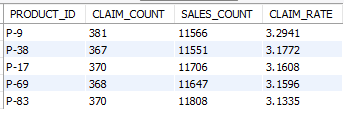 PRODUCT_ID CLAIM_COUNT SALES_COUNT CLAIM_RATE
P-9 381 11566 3.2941
P-38 367 11551 3.1772
P-17 370 11706 3.1608
P-69 368 11647 3.1596
P-83 370 11808 3.1335